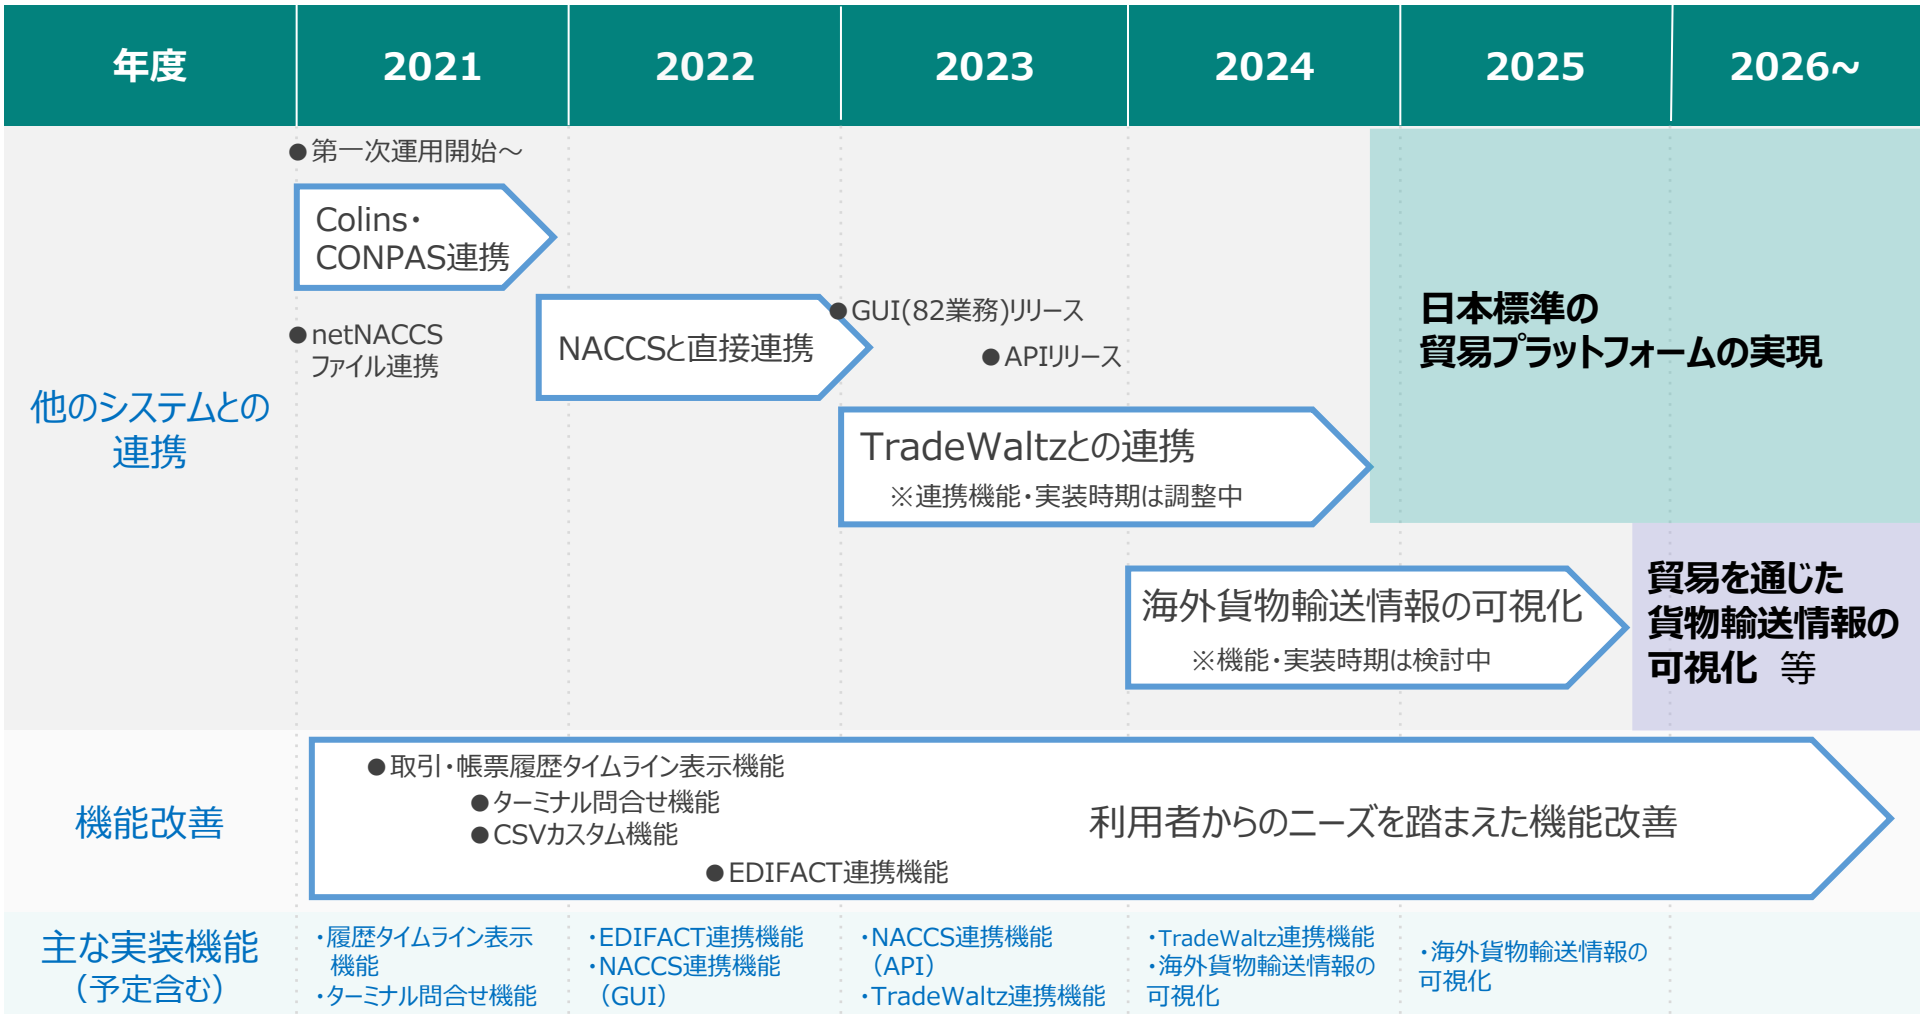 年度
2021
2022
2023
2024
2025
2026~
他のシステムとの
連携
●第一次運用開始～
Colins・
CONPAS連携
●netNACCS
ファイル連携
NACCSと直接連携
●GUI(82業務)リリース
●APIリリース
TradeWaltzとの連携
※連携機能・実装時期は調整中
海外貨物輸送情報の可視化
※機能・実装時期は検討中
日本標準の
貿易プラットフォームの実現
貿易を通じた
貨物輸送情報の
可視化 等
機能改善
●取引・帳票履歴タイムライン表示機能
●ターミナル問合せ機能
●CSVカスタム機能
●EDIFACT連携機能
利用者からのニーズを踏まえた機能改善
主な実装機能
（予定含む）
・履歴タイムライン表示
機能
・ターミナル問合せ機能
・EDIFACT連携機能
・NACCS連携機能
（GUI）
・NACCS連携機能
（API）
・TradeWaltz連携機能
・TradeWaltz連携機能
・海外貨物輸送情報の
可視化
・海外貨物輸送情報の
可視化